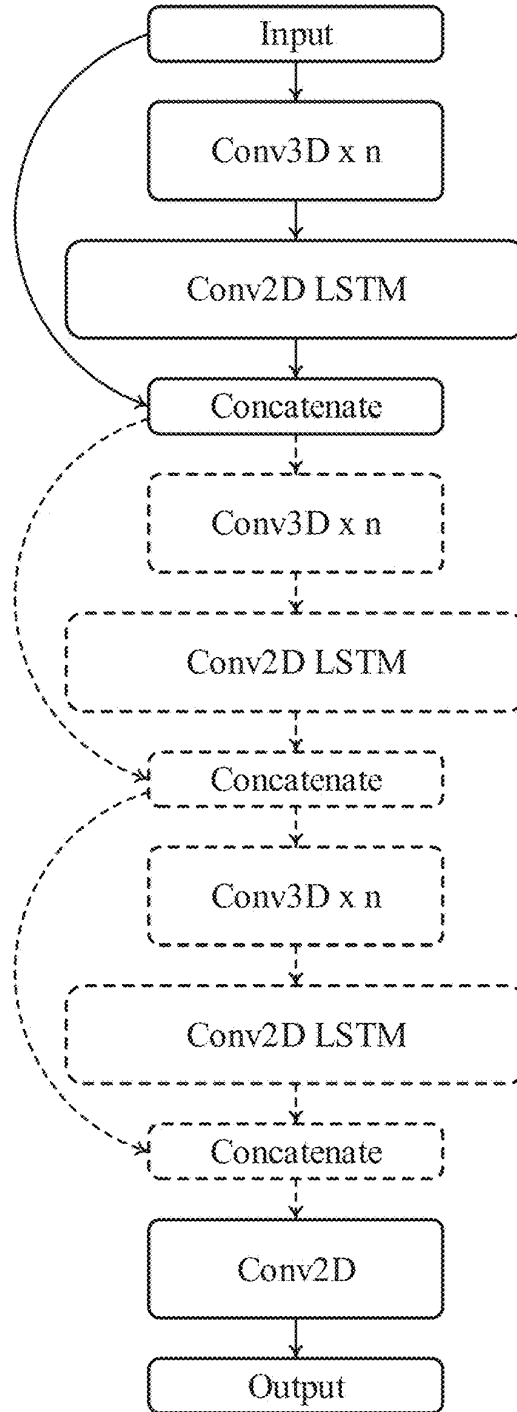 Input
Conv3D x n
Conv2D LSTM
Concatenate
Conv3D x n
Conv2D LSTM
Concatenate
Conv3D x n
Conv2D LSTM
Concatenate
Conv2D
Output